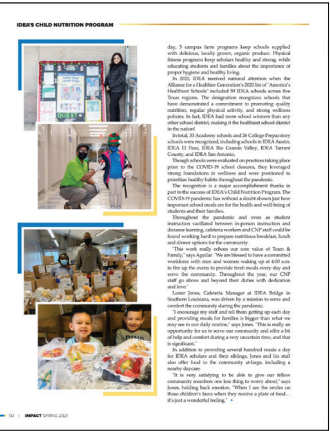 IDEA'S CHILD NUTRITION PROGRAM
day, 5 campus farm programs keep schools supplied
with delicious, locally grown, organic produce. Physical
fitness programs keep scholars healthy and strong, while
educating students and families about the importance of
proper hygiene and healthy living.
In 2021, IDEA received national attention when the
Alliance for a Healthier Generation's 2020 list of "America's
Healthiest Schools" included 59 IDEA schools across five
Texas regions. The designation recognizes schools that
have demonstrated a commitment to promoting quality
nutrition, regular physical activity, and strong wellness
policies. In fact, IDEA had more school winners than any
other school district, making it the healthiest school district
in the nation!
In total, 33 Academy schools and 26 College Preparatory
schools were recognized, including schools in IDEA Austin,
IDEA El Paso, IDEA Rio Grande Valley, IDEA Tarrant
County, and IDEA San Antonio.
Though schools were evaluated on practices taking place
prior to the COVID-19 school closures, they leveraged
strong foundations in wellness and were positioned to
prioritize healthy habits throughout the pandemic.
The recognition is a major accomplishment thanks in
part to the success of IDEA's Child Nutrition Program. The
COVID-19 pandemic has without a doubt shown just how
important school meals are for the health and well-being of
students and their families.
Throughout the pandemic and even as student
instruction vacillated between in-person instructors and
distance learning, cafeteria workers and CNP staff could be
found working hard to prepare nutritious breakfast, lunch
and dinner options for the community.
"This work really echoes our core value of Team &
Family," says Aguilar. "We are blessed to have a committed
workforce with men and women waking up at 4:00 a.m.
to fire up the ovens to provide fresh meals every day and
serve the community. Throughout the year, our CNP
staff go above and beyond their duties with dedication
and love."
Lester Jones, Cafeteria Manager at IDEA Bridge in
Southern Louisiana, was driven by a mission to serve and
comfort the community during the pandemic.
"I encourage my staff and tell them getting up each day
and providing meals for families is bigger than what we
may see in our daily routine," says Jones. "This is really an
opportunity for us to serve our community and offer a bit
of help and comfort during a very uncertain time, and that
is significant."
In addition to providing several hundred meals a day
for IDEA scholars and their siblings, Jones and his staff
also offer food to the community at-large, including a
nearby daycare.
"It is very satisfying to be able to give our fellow
community members one less thing to worry about," says
Jones, holding back emotion. "When I see the smiles on
those children's faces when they receive a plate of food…
it's just a wonderful feeling."
IMPACT SPRING 2021